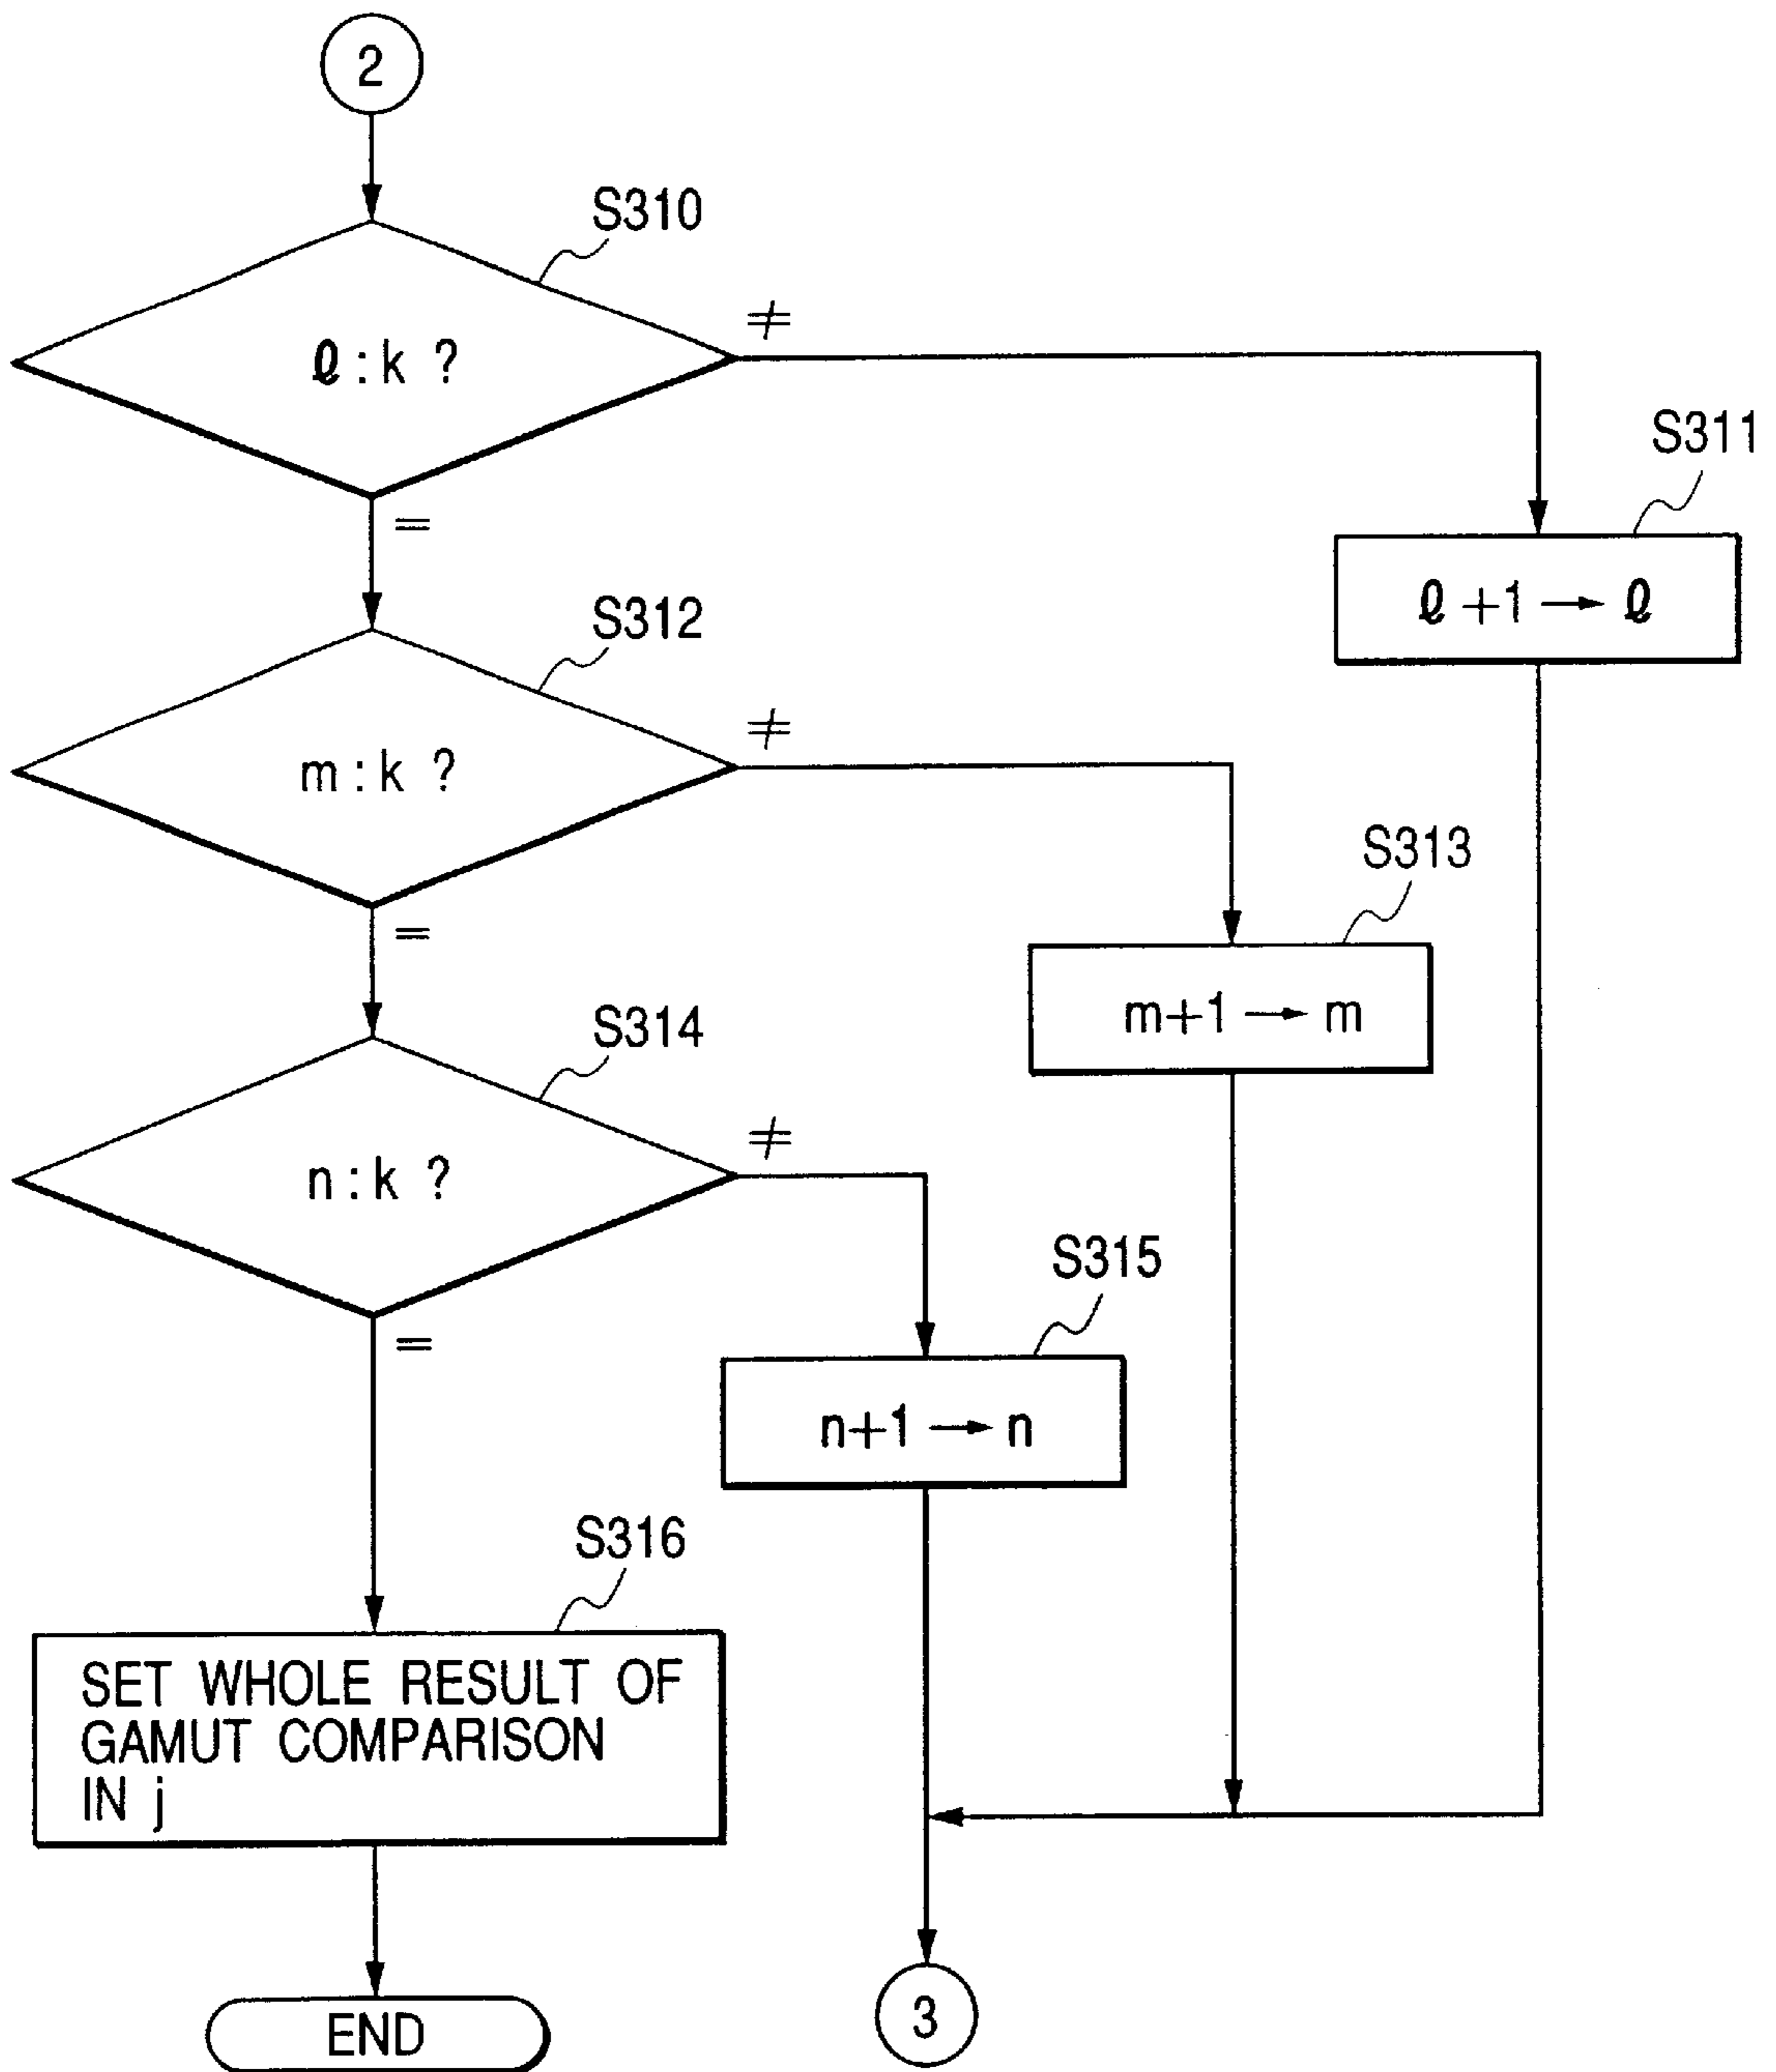 2
S310
ℓ : k ?
≠
=
S311
ℓ +1 → ℓ
S312
m : k ?
≠
=
S313
m+1 → m
S314
n : k ?
≠
=
S315
n+1 → n
S316
SET WHOLE RESULT OF
GAMUT COMPARISON
IN j
END
3